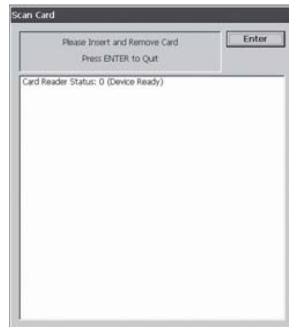 Scan Card
Please Insert and Remove Card
Enter
Press ENTER to Quit
Card Reader Status: 0 (Device Ready)